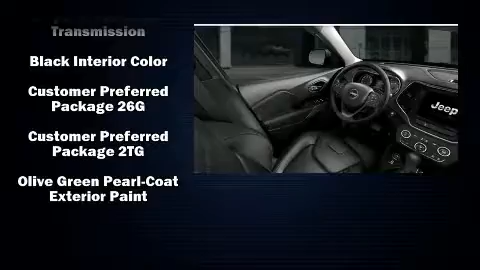 Transmission
Black Interior Color
Customer Preferred
Package 26G
Customer Preferred
Package 2TG
Olive Green Pearl-Coat
Exterior Paint
Jeep